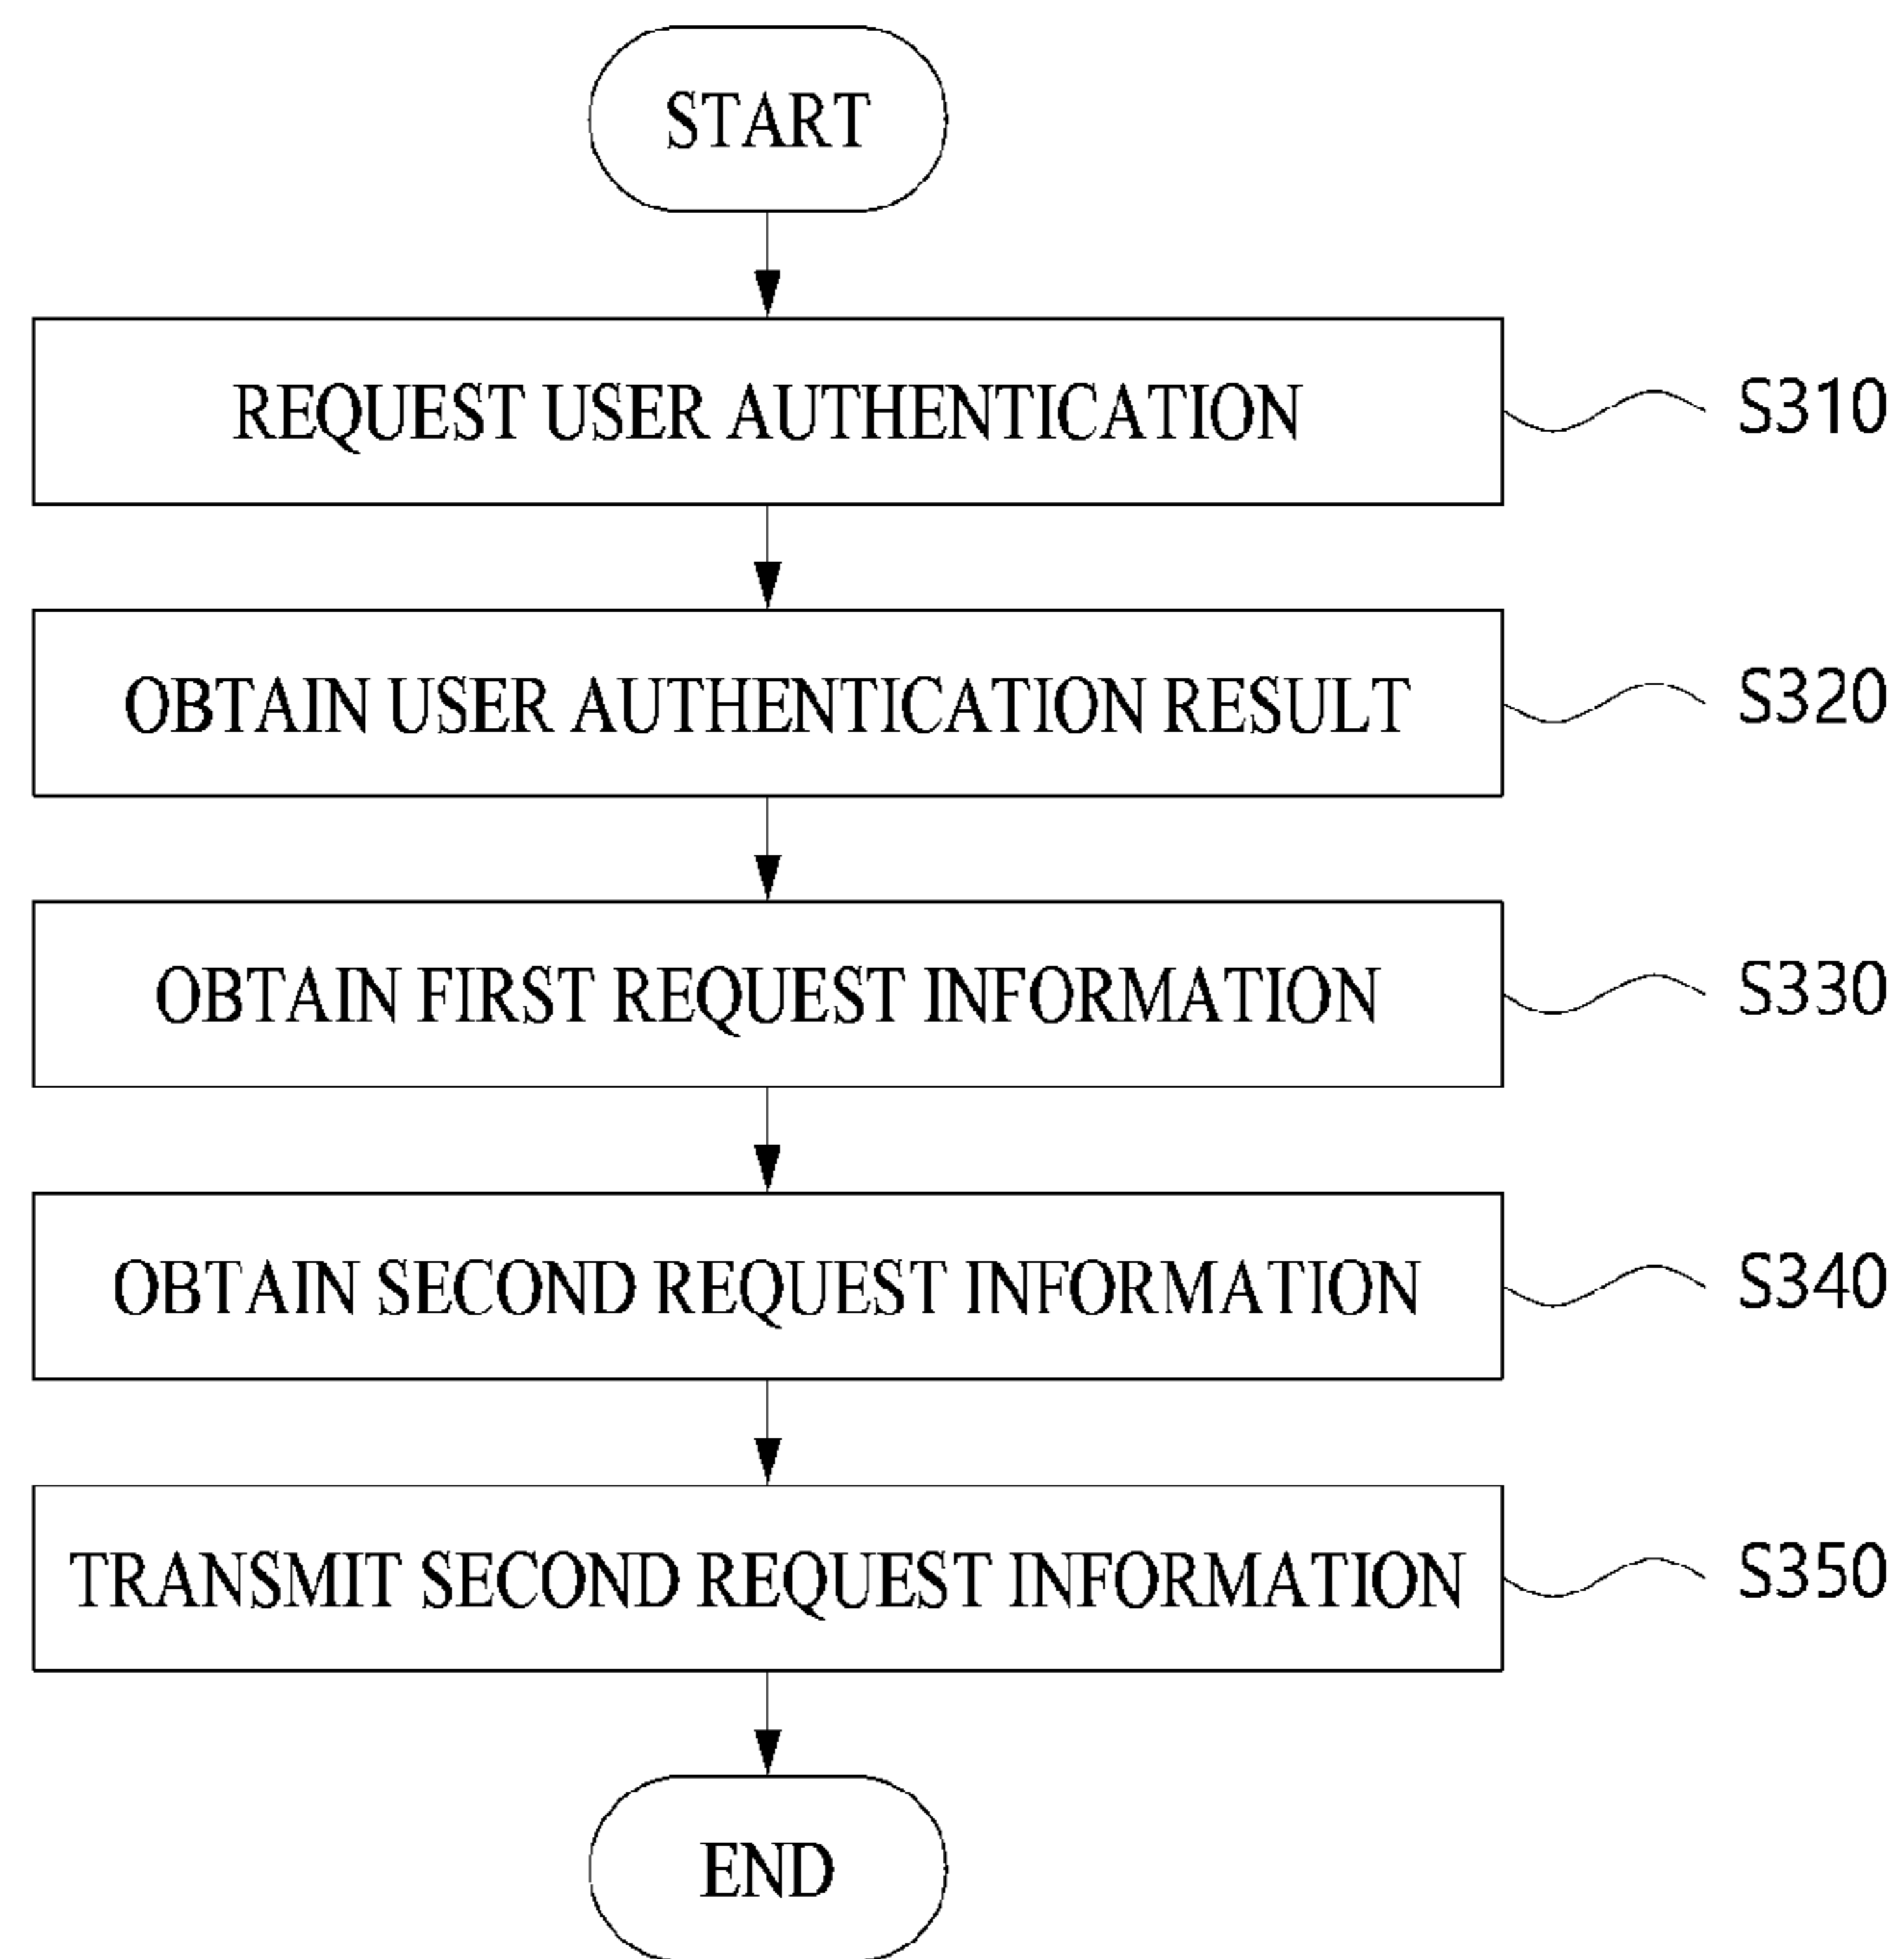 START
REQUEST USER AUTHENTICATION S310
OBTAIN USER AUTHENTICATION RESULT S320
OBTAIN FIRST REQUEST INFORMATION S330
OBTAIN SECOND REQUEST INFORMATION S340
TRANSMIT SECOND REQUEST INFORMATION S350
END